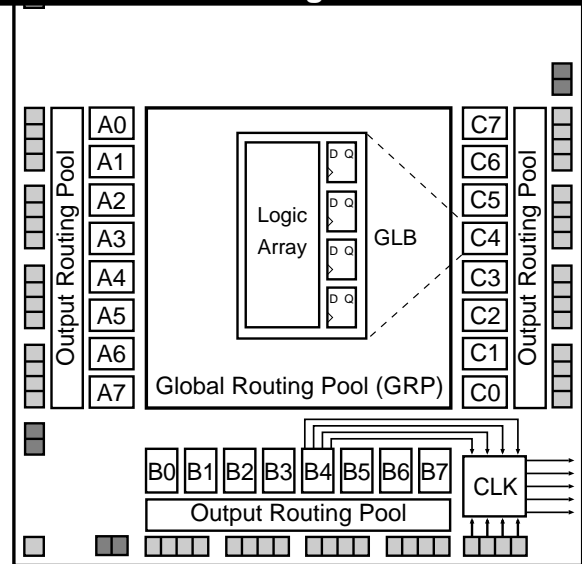 Output Routing Pool
A0
A1
A2
A3
A4
A5
A6
A7
Logic
Array
D Q
D Q
D Q
D Q
GLB
Global Routing Pool (GRP)
C7
C6
C5
C4
C3
C2
C1
C0
Output Routing Pool
B0 B1 B2 B3 B4 B5 B6 B7
Output Routing Pool
CLK